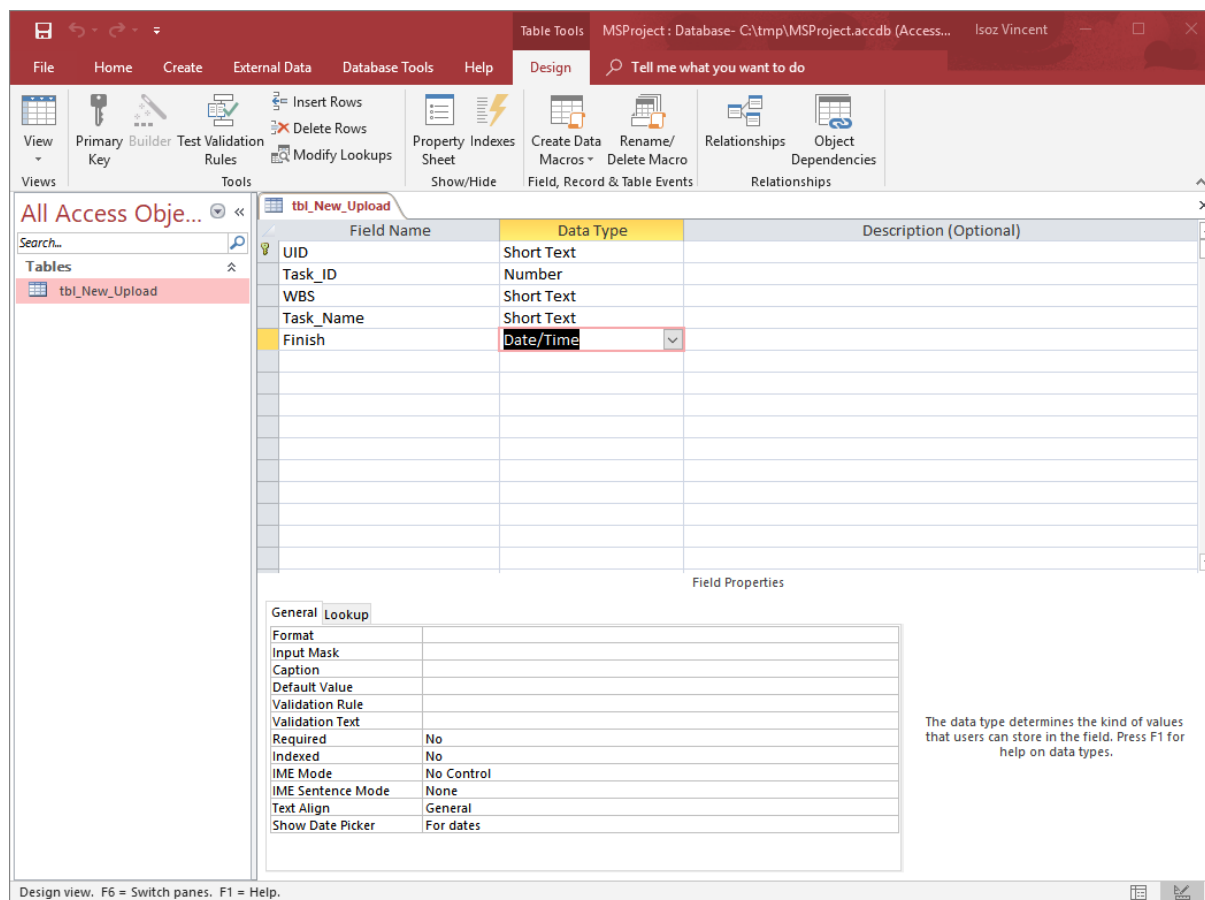 Table Tools MSProject : Database- C:\tmp\MSProject.accdb (Access... Isoz Vincent
File Home Create External Data Database Tools Help Design Tell me what you want to do
View
Primary Key
Builder
Test Validation Rules
Insert Rows
Delete Rows
Modify Lookups
Property Sheet
Indexes
Create Data Macros
Rename/ Delete Macro
Relationships
Object Dependencies
Views Tools Show/Hide Field, Record & Table Events Relationships
All Access Obje... «
Search...
Tables
tbl_New_Upload
tbl_New_Upload
Field Name Data Type Description (Optional)
UID Short Text
Task_ID Number
WBS Short Text
Task_Name Short Text
Finish Date/Time
Field Properties
General Lookup
Format
Input Mask
Caption
Default Value
Validation Rule
Validation Text
Required No
Indexed No
IME Mode No Control
IME Sentence Mode None
Text Align General
Show Date Picker For dates
The data type determines the kind of values
that users can store in the field. Press F1 for
help on data types.
Design view. F6 = Switch panes. F1 = Help.